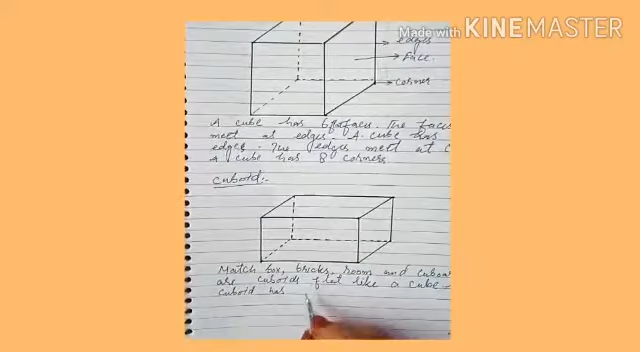 Made with KINEMASTER
edges
Face.
corner
A cube has 6 faces. The faces
meet at edges. A cube has
edges. The edges meet at
A cube has 8 corners.
Cuboid:-
Match box, bricks, room and
are cuboids flat like a cube
cuboid has